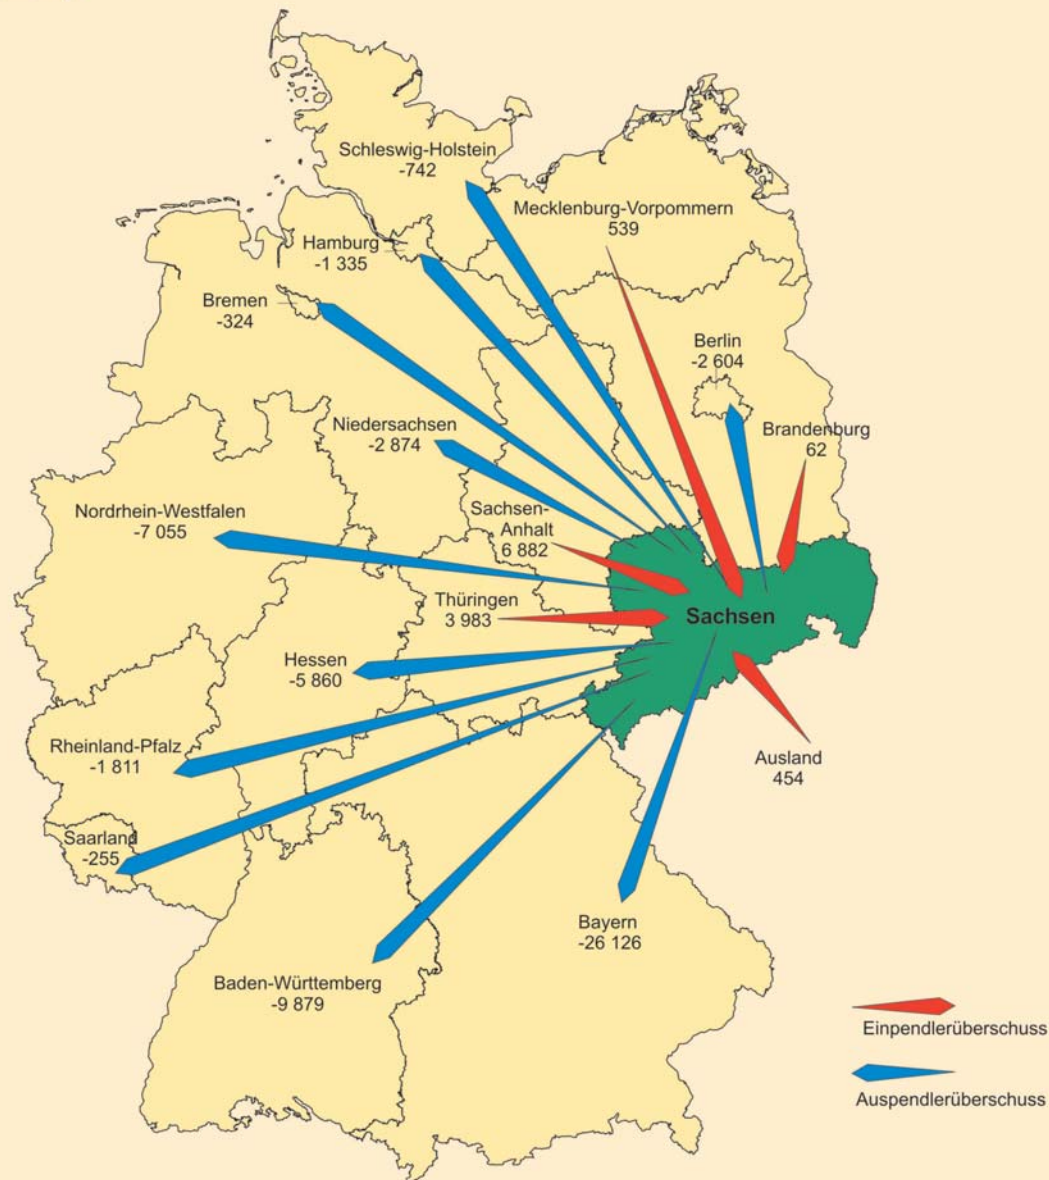 Schleswig-Holstein
-742
Mecklenburg-Vorpommern
539
Hamburg
-1 335
Bremen
-324
Berlin
-2 604
Niedersachsen
-2 874
Brandenburg
62
Nordrhein-Westfalen
-7 055
Sachsen-
Anhalt
6 882
Thüringen
3 983
Sachsen
Hessen
-5 860
Rheinland-Pfalz
-1 811
Ausland
454
Saarland
-255
Bayern
-26 126
Baden-Württemberg
-9 879
Einpendlerüberschuss
Auspendlerüberschuss